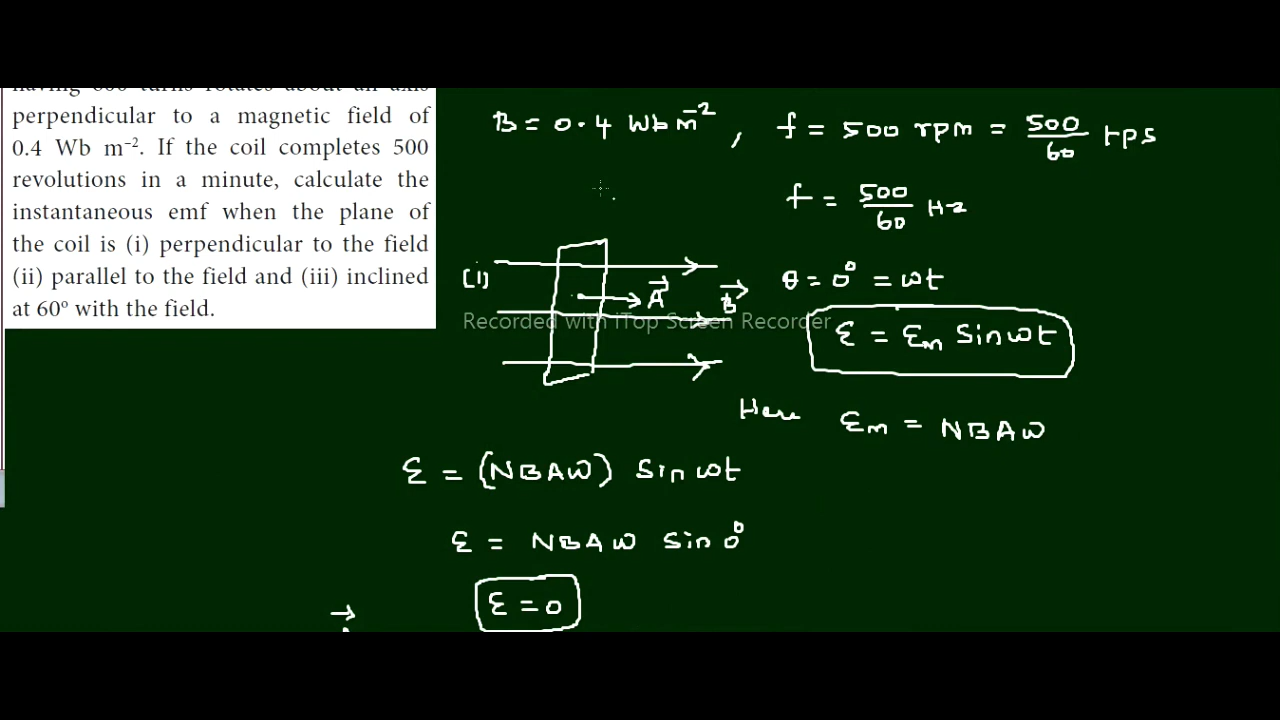 perpendicular to a magnetic field of
0.4 Wb m⁻². If the coil completes 500
revolutions in a minute, calculate the
instantaneous emf when the plane of
the coil is (i) perpendicular to the field
(ii) parallel to the field and (iii) inclined
at 60° with the field.
B = 0.4 Wb m⁻² , f = 500 rpm = 500/60 rps
f = 500/60 Hz
(i) A⃗ B⃗ θ = 0° = ωt
Recorded with iTop Screen Recorder
ε = εm Sin ωt
Here εm = NBAω
ε = (NBAω) Sin ωt
ε = NBAω Sin 0°
ε = 0